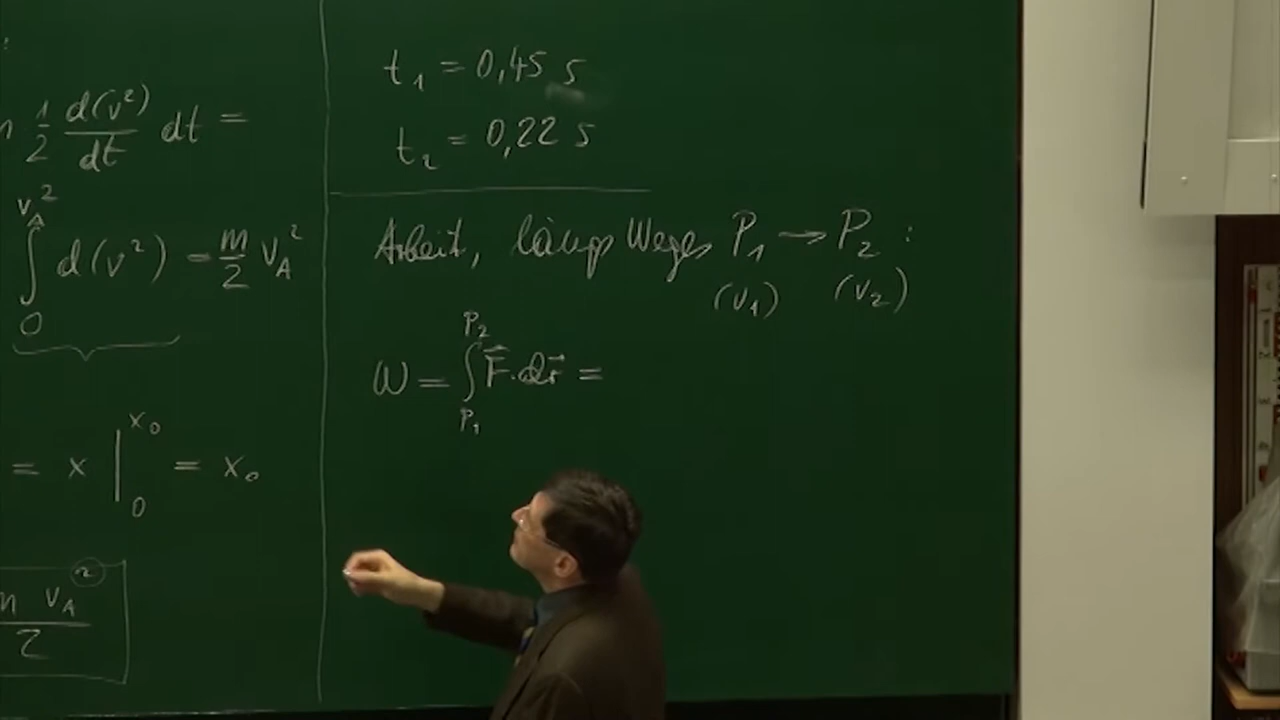 1/2 d(v²)/dt dt =
∫₀^{v_A²} d(v²) = m/2 v_A²
= x |₀^{x₀} = x₀
m v_A² / 2
t₁ = 0,45 s
t₂ = 0,22 s
Arbeit, längs Weges P₁ → P₂ :
(v₁) (v₂)
W = ∫_{P₁}^{P₂} F⃗·dr⃗ =